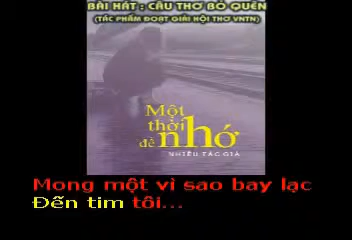 BÀI HÁT : CÂU THƠ BỎ QUÊN
(TÁC PHẨM ĐOẠT GIẢI HỘI THƠ VNTN)
Một
thời
để nhớ
NHIỀU TÁC GIẢ
Mong một vì sao bay lạc
Đến tim tôi...